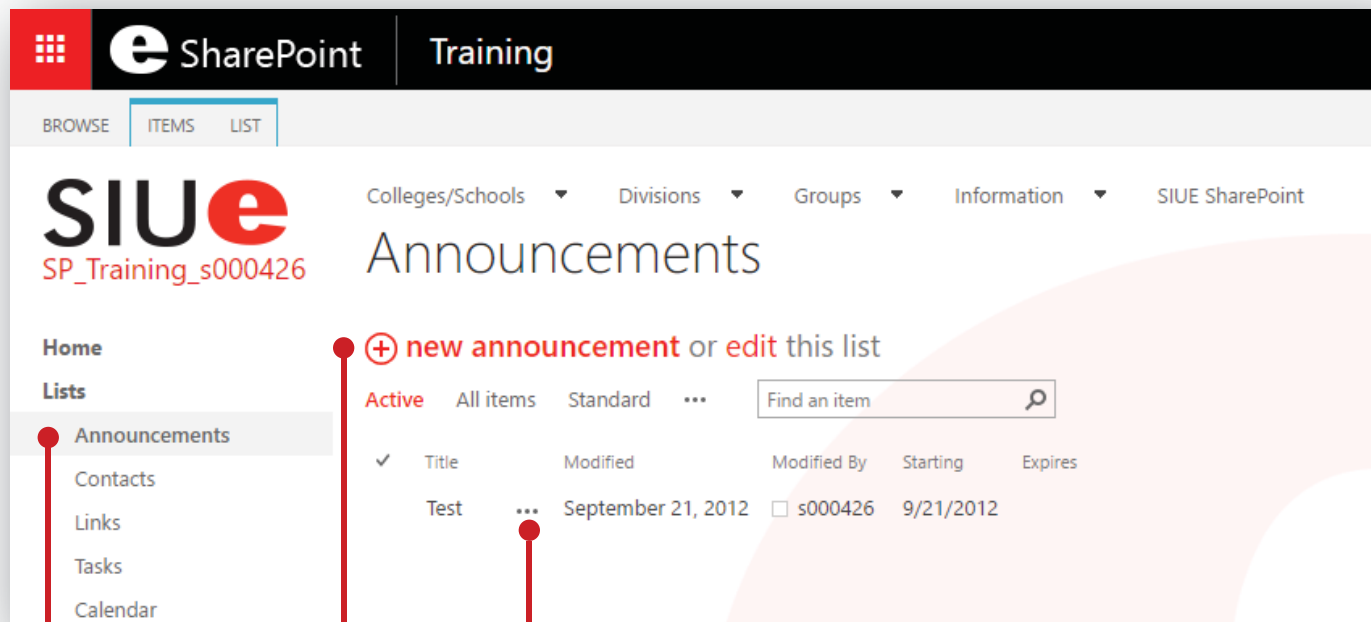 e SharePoint Training
BROWSE ITEMS LIST
SIUe
SP_Training_s000426
Colleges/Schools Divisions Groups Information SIUE SharePoint
Announcements
Home
Lists
Announcements
Contacts
Links
Tasks
Calendar
new announcement or edit this list
Active All items Standard ... Find an item
Title Modified Modified By Starting Expires
Test ... September 21, 2012 s000426 9/21/2012